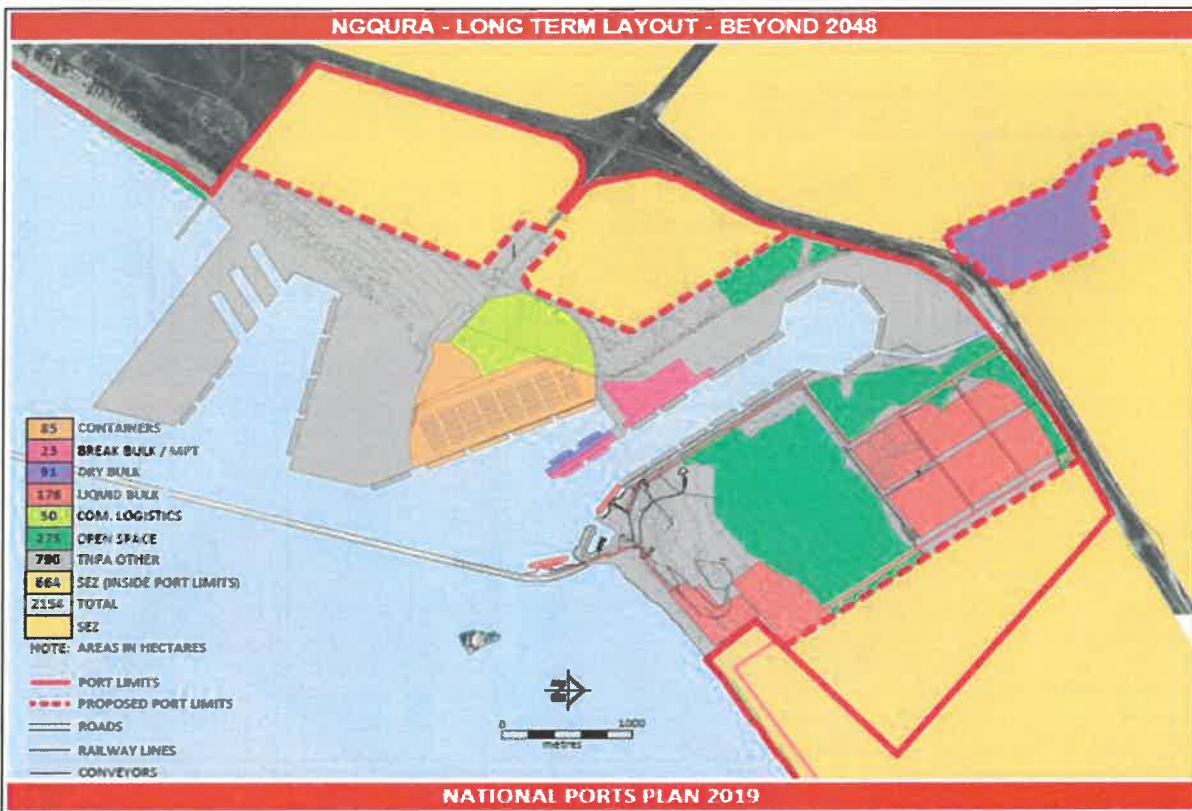 NGQURA - LONG TERM LAYOUT - BEYOND 2048
85 CONTAINERS
23 BREAK BULK / MPT
91 DRY BULK
178 LIQUID BULK
50 COM. LOGISTICS
273 OPEN SPACE
790 TNPA OTHER
664 SEZ (INSIDE PORT LIMITS)
2154 TOTAL
SEZ
NOTE: AREAS IN HECTARES
PORT LIMITS
PROPOSED PORT LIMITS
ROADS
RAILWAY LINES
CONVEYORS
0 1000
metres
NATIONAL PORTS PLAN 2019